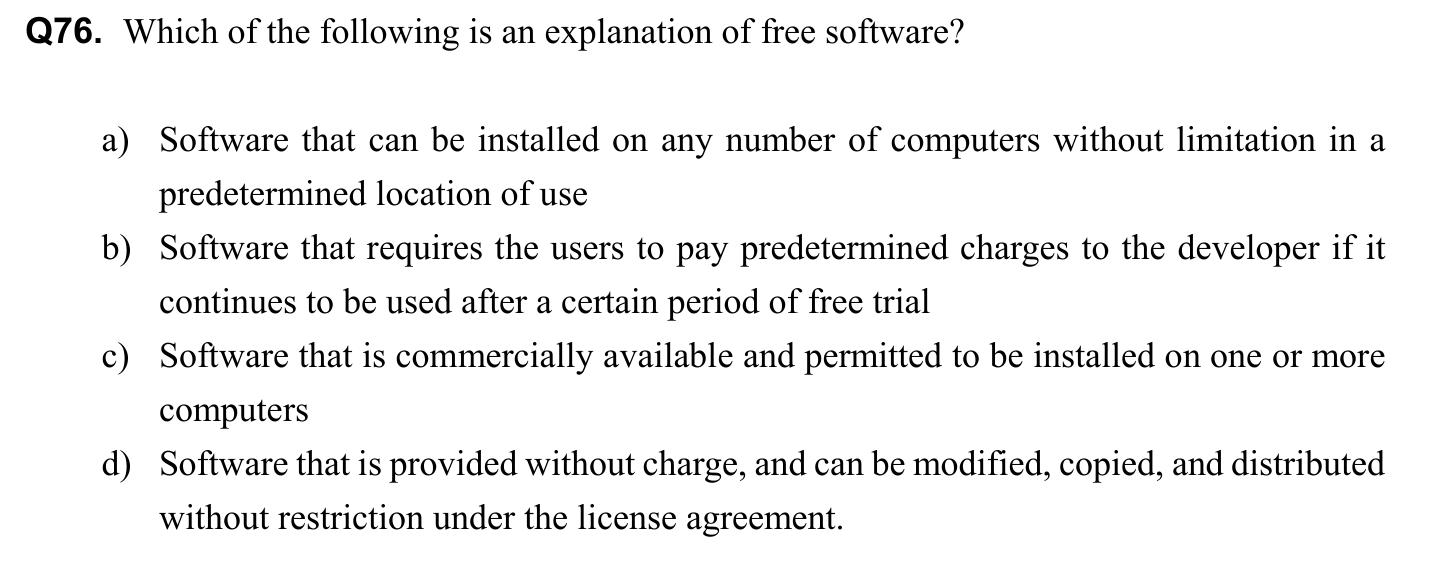 Q76. Which of the following is an explanation of free software?
a) Software that can be installed on any number of computers without limitation in a
predetermined location of use
b) Software that requires the users to pay predetermined charges to the developer if it
continues to be used after a certain period of free trial
c) Software that is commercially available and permitted to be installed on one or more
computers
d) Software that is provided without charge, and can be modified, copied, and distributed
without restriction under the license agreement.